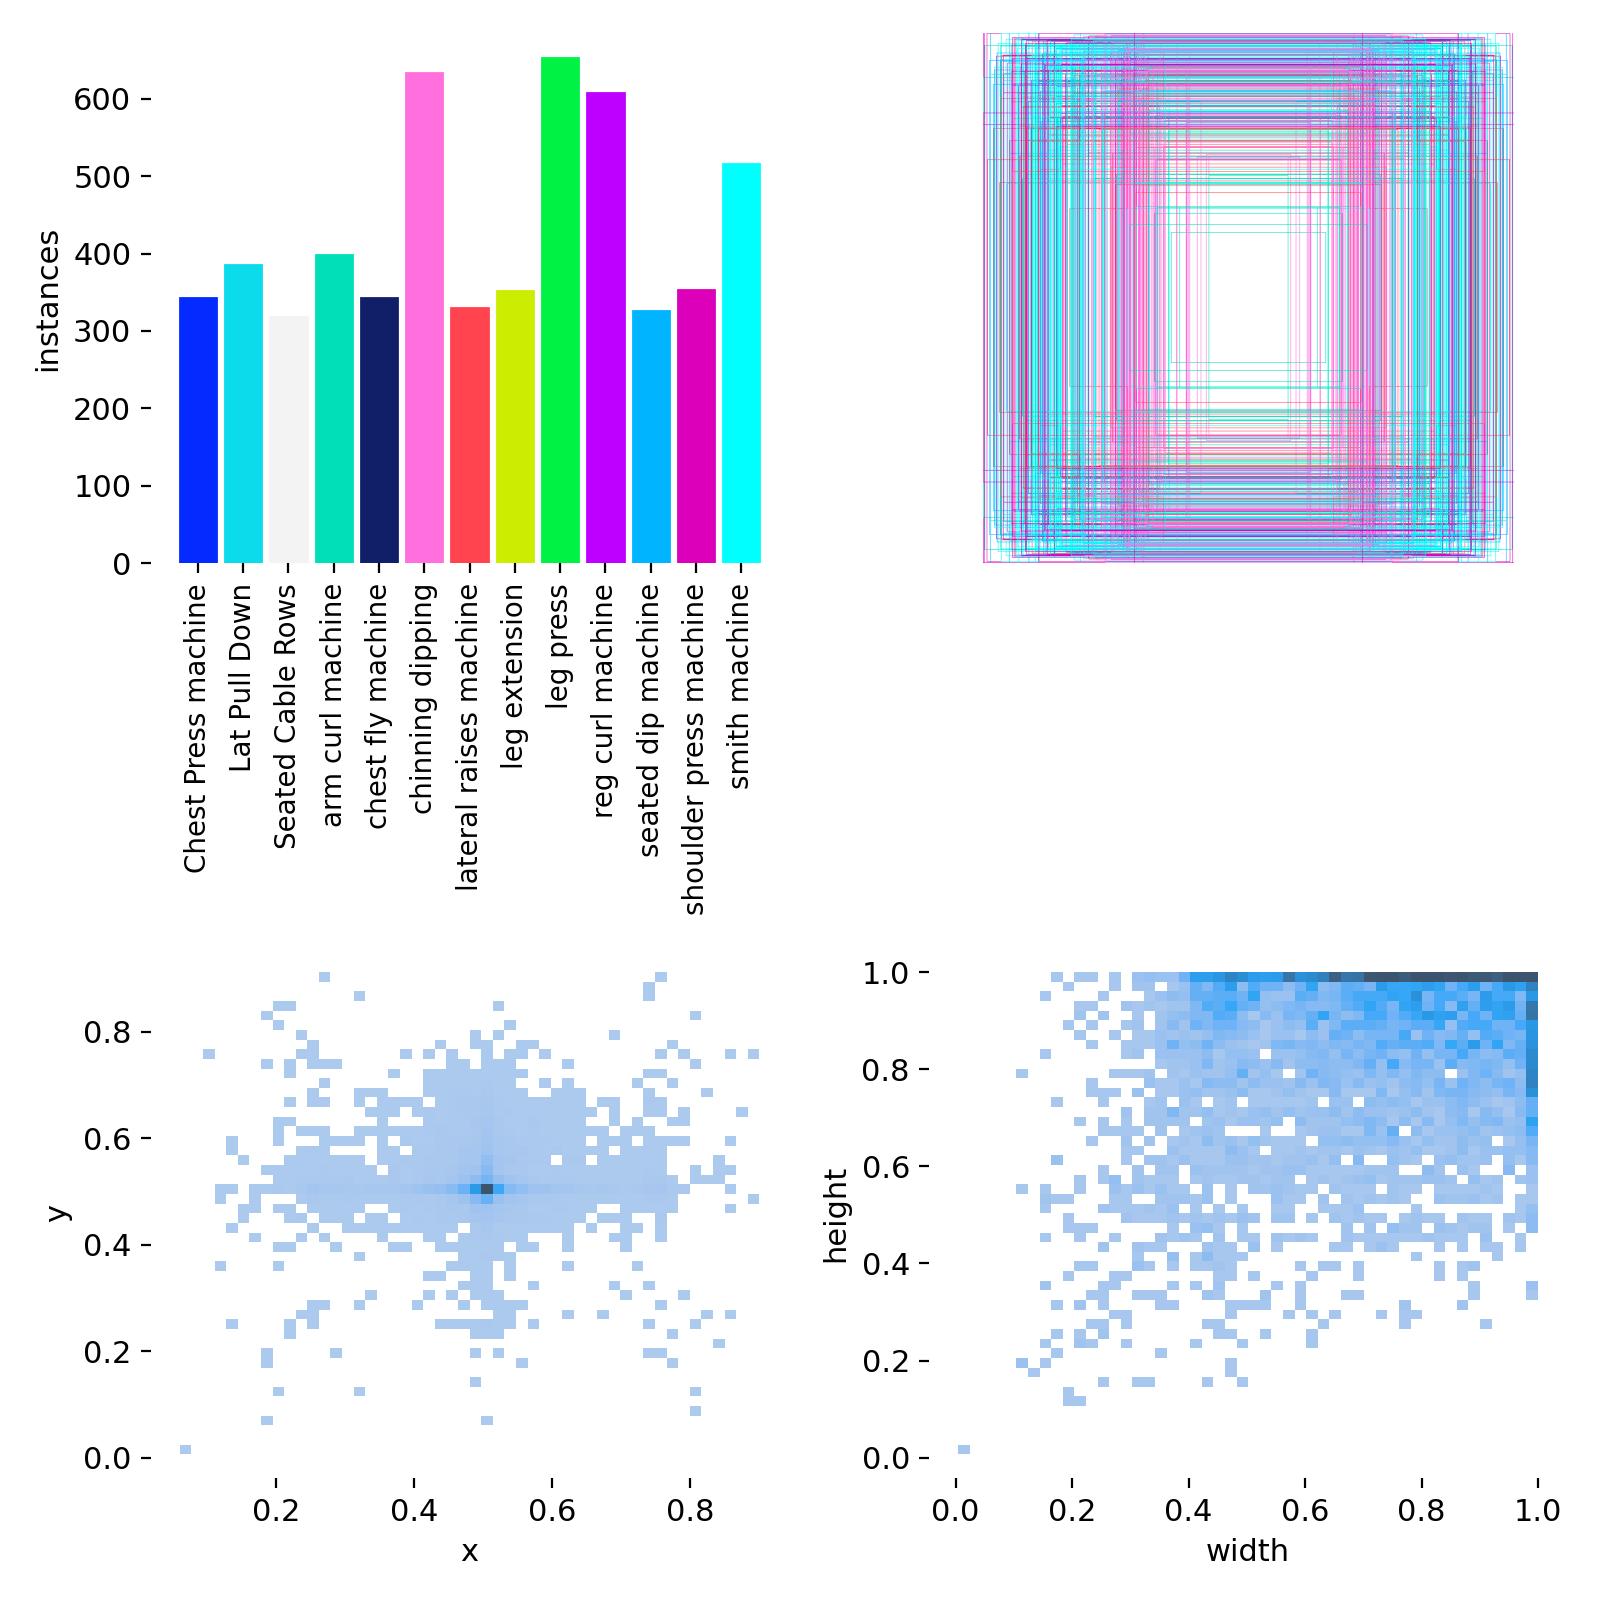 600
500
400
300
200
100
0
instances
Chest Press machine
Lat Pull Down
Seated Cable Rows
arm curl machine
chest fly machine
chinning dipping
lateral raises machine
leg extension
leg press
reg curl machine
seated dip machine
shoulder press machine
smith machine
0.8
0.6
0.4
0.2
0.0
y
0.2
0.4
0.6
0.8
x
1.0
0.8
0.6
0.4
0.2
0.0
height
0.0
0.2
0.4
0.6
0.8
1.0
width